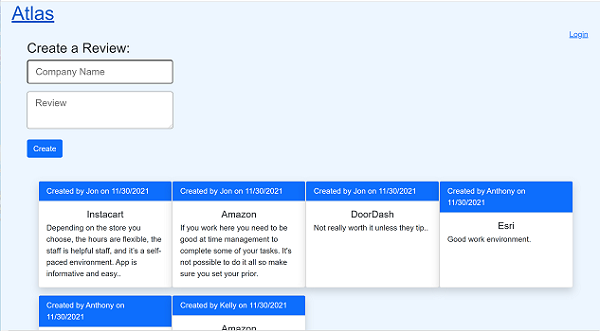 Atlas
Login
Create a Review:
Company Name
Review
Create
Created by Jon on 11/30/2021
Instacart
Depending on the store you
choose, the hours are flexible, the
staff is helpful staff, and it's a self-
paced environment. App is
informative and easy..
Created by Jon on 11/30/2021
Amazon
If you work here you need to be
good at time management to
complete some of your tasks. It's
not possible to do it all so make
sure you set your prior.
Created by Jon on 11/30/2021
DoorDash
Not really worth it unless they tip..
Created by Anthony on
11/30/2021
Esri
Good work environment.
Created by Anthony on
11/30/2021
Created by Kelly on 11/30/2021
Amazon